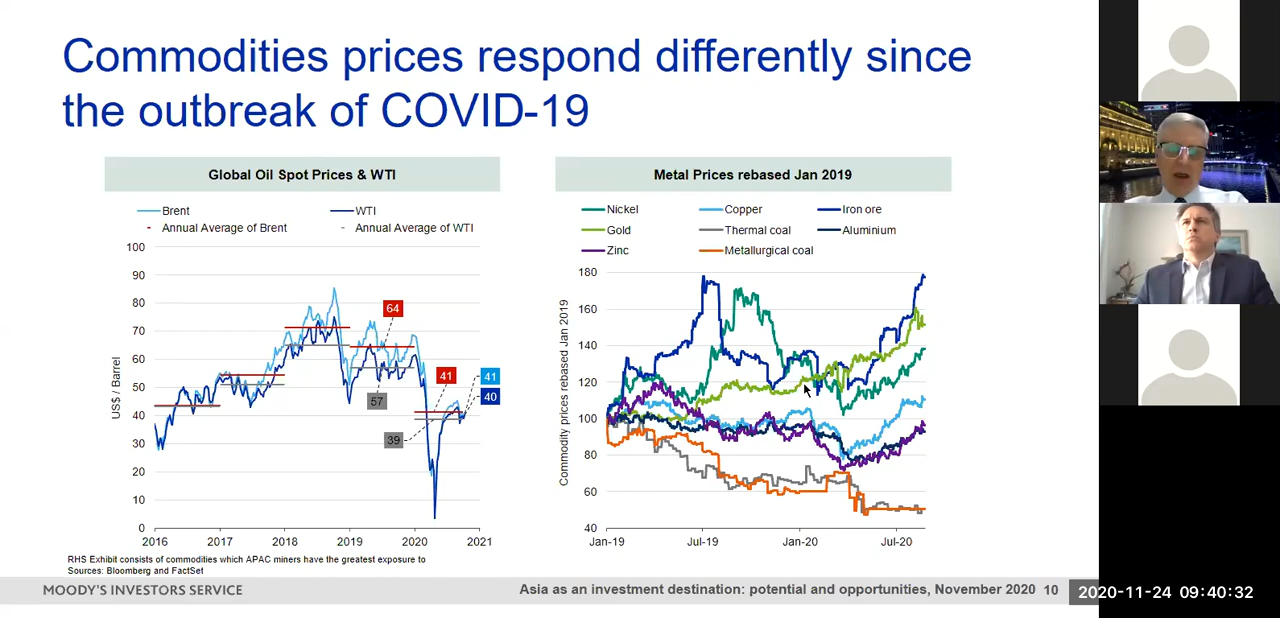 Commodities prices respond differently since
the outbreak of COVID-19
Global Oil Spot Prices & WTI
Brent
WTI
Annual Average of Brent
Annual Average of WTI
US$ / Barrel
100
90
80
70
60
50
40
30
20
10
0
64
41
41
40
57
39
2016
2017
2018
2019
2020
2021
Metal Prices rebased Jan 2019
Nickel
Copper
Iron ore
Gold
Thermal coal
Aluminium
Zinc
Metallurgical coal
Commodity prices rebased Jan 2019
180
160
140
120
100
80
60
40
Jan-19
Jul-19
Jan-20
Jul-20
RHS Exhibit consists of commodities which APAC miners have the greatest exposure to
Sources: Bloomberg and FactSet
MOODY'S INVESTORS SERVICE
Asia as an investment destination: potential and opportunities, November 2020 10
2020-11-24 09:40:32